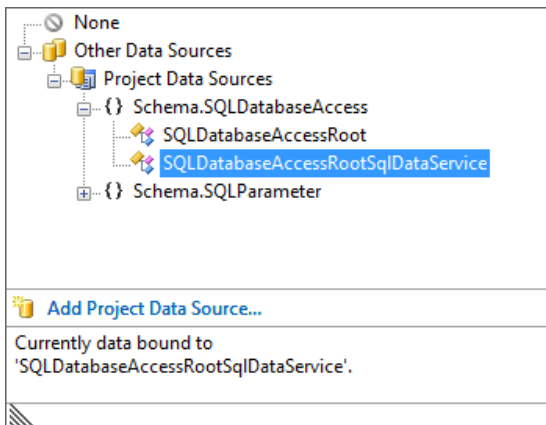 None
Other Data Sources
Project Data Sources
{} Schema.SQLDatabaseAccess
SQLDatabaseAccessRoot
SQLDatabaseAccessRootSqlDataService
{} Schema.SQLParameter
Add Project Data Source...
Currently data bound to
'SQLDatabaseAccessRootSqlDataService'.